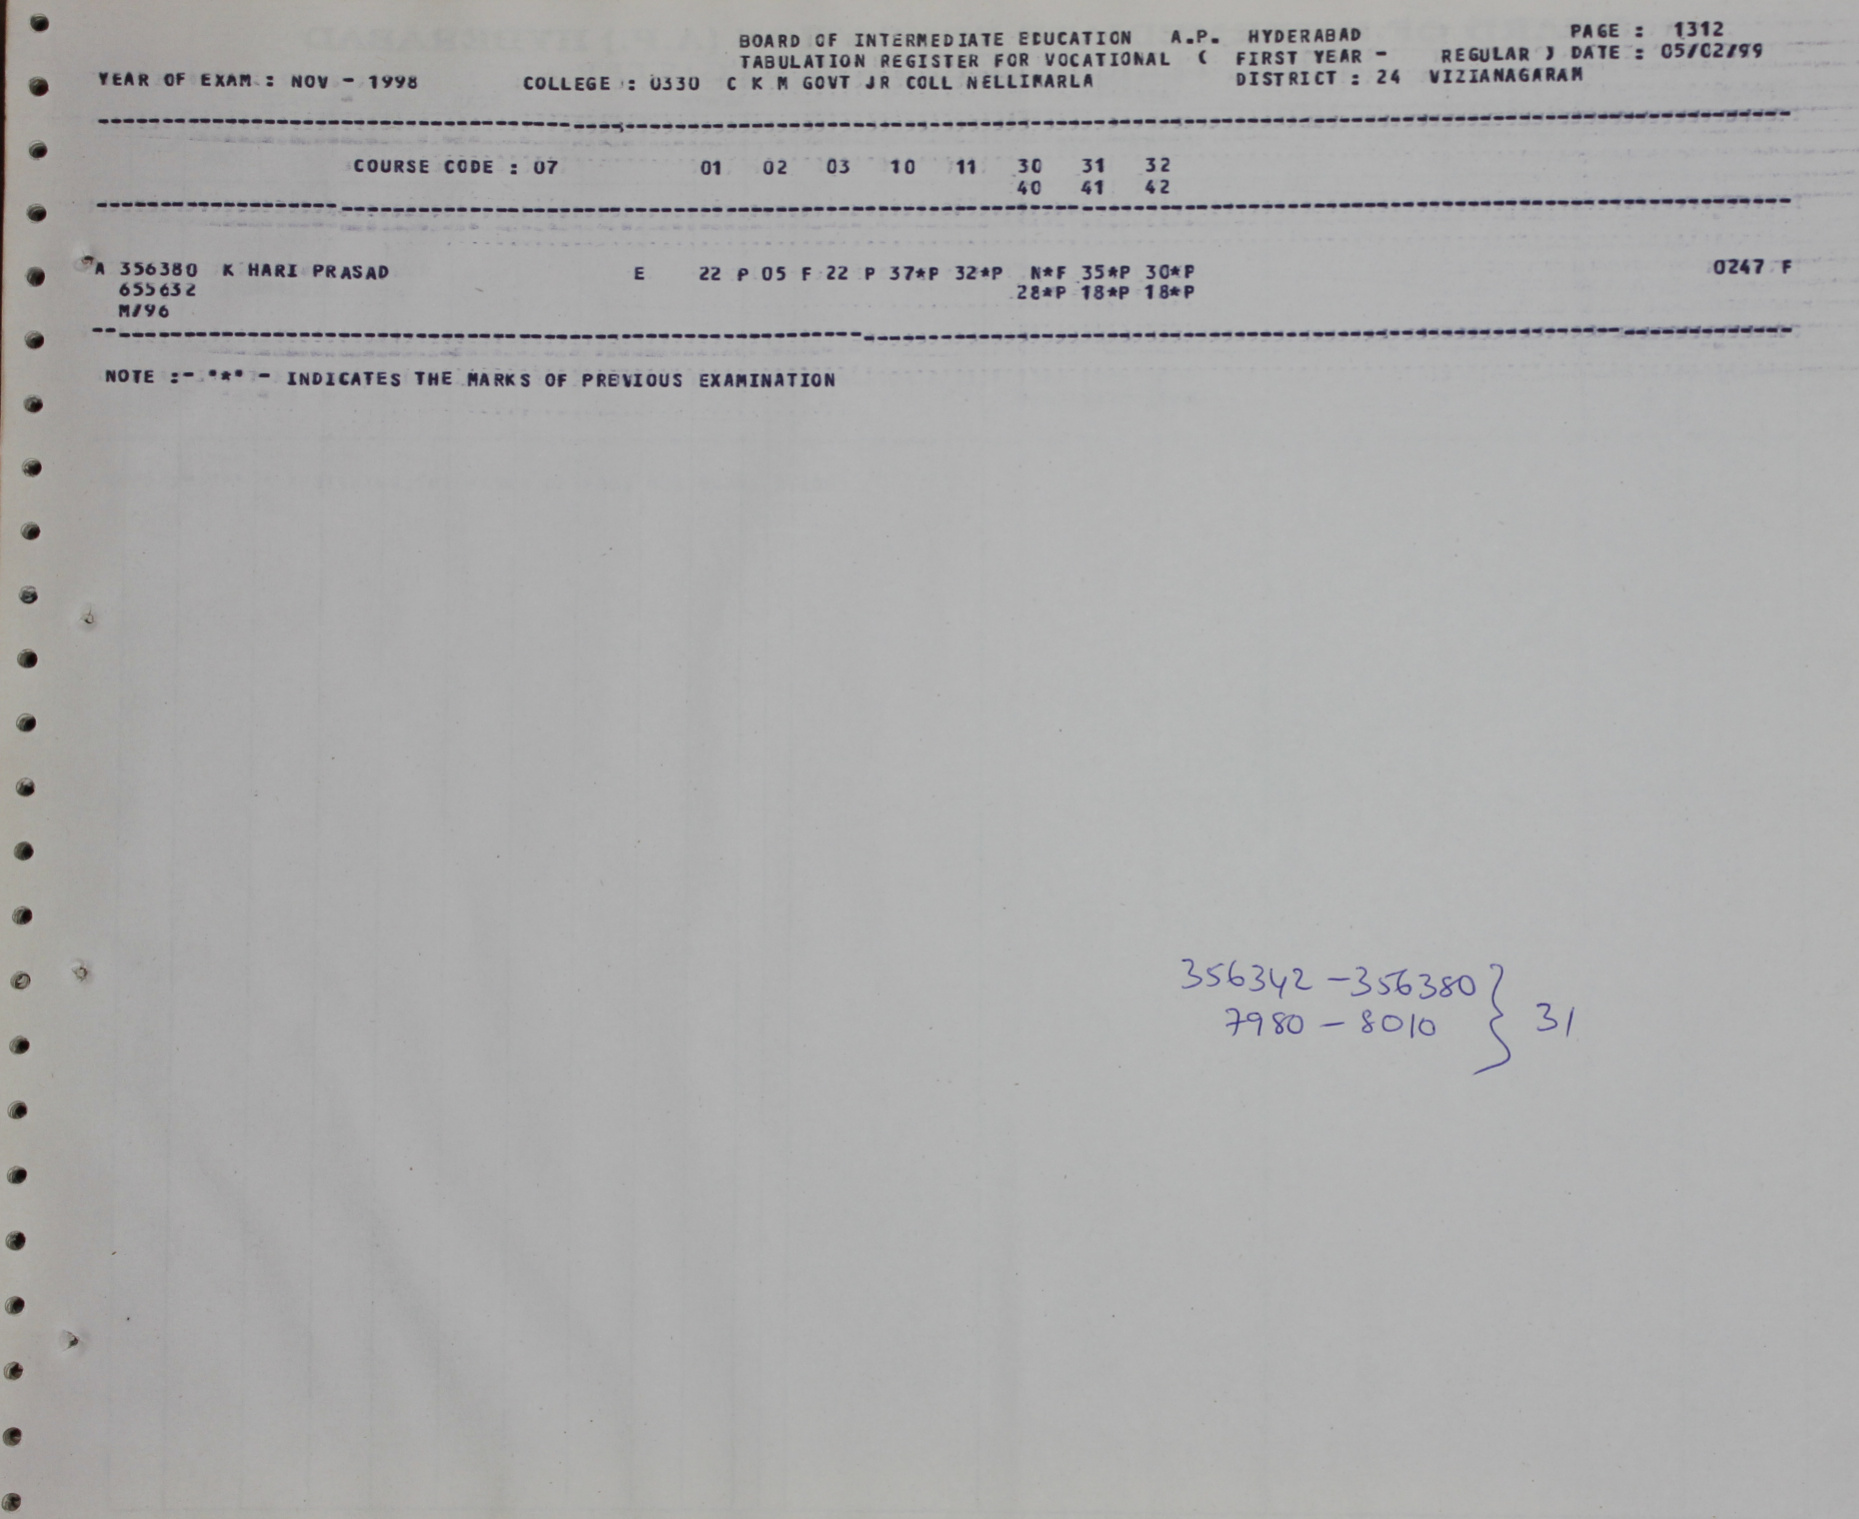 BOARD OF INTERMEDIATE EDUCATION A.P. HYDERABAD PAGE : 1312
TABULATION REGISTER FOR VOCATIONAL ( FIRST YEAR - REGULAR ) DATE : 05/02/99
YEAR OF EXAM : NOV - 1998 COLLEGE : 0330 C K M GOVT JR COLL NELLIMARLA DISTRICT : 24 VIZIANAGARAM
COURSE CODE : 07 01 02 03 10 11 30 31 32
40 41 42
A 356380 K HARI PRASAD E 22 P 05 F 22 P 37*P 32*P N*F 35*P 30*P 0247 F
655632 28*P 18*P 18*P
M/96
NOTE :- "*" - INDICATES THE MARKS OF PREVIOUS EXAMINATION
356342 - 356380
7980 - 8010 } 31